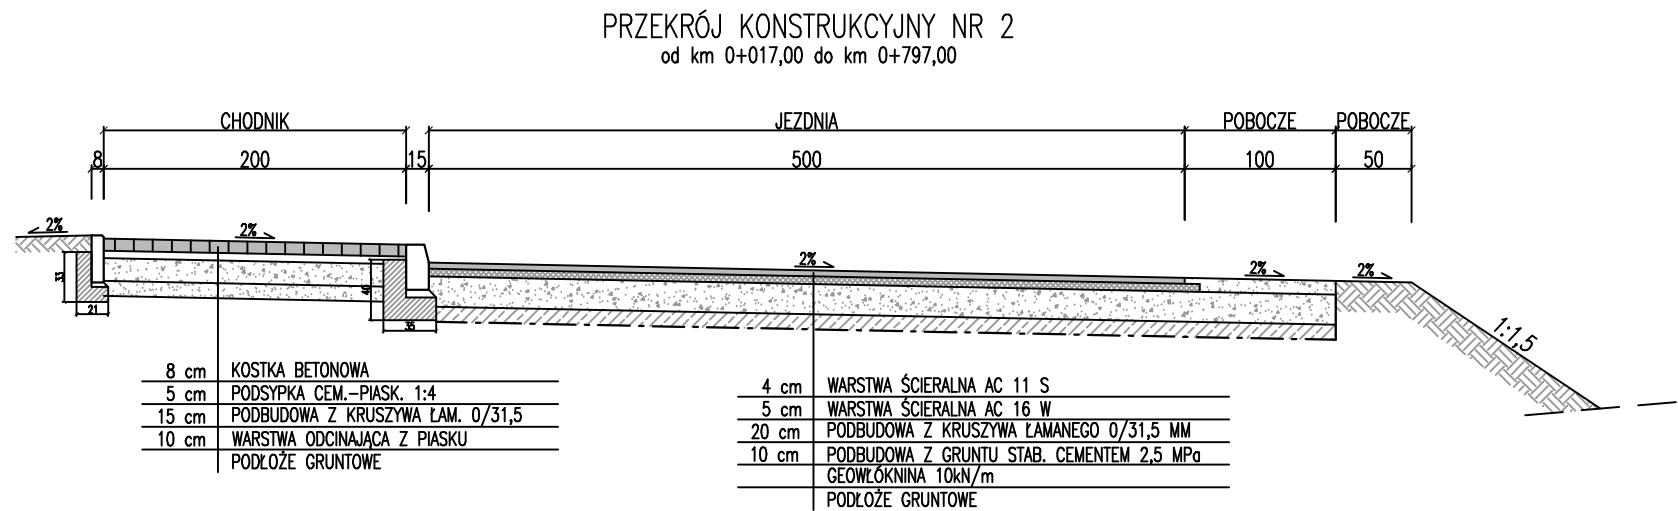 PRZEKRÓJ KONSTRUKCYJNY NR 2
od km 0+017,00 do km 0+797,00
CHODNIK JEZDNIA POBOCZE POBOCZE
8 200 15 500 100 50
2% 2% 2% 2% 2%
33 21 40 35
1:1,5
8 cm KOSTKA BETONOWA
5 cm PODSYPKA CEM.-PIASK. 1:4
15 cm PODBUDOWA Z KRUSZYWA ŁAM. 0/31,5
10 cm WARSTWA ODCINAJĄCA Z PIASKU
PODŁOŻE GRUNTOWE
4 cm WARSTWA ŚCIERALNA AC 11 S
5 cm WARSTWA ŚCIERALNA AC 16 W
20 cm PODBUDOWA Z KRUSZYWA ŁAMANEGO 0/31,5 MM
10 cm PODBUDOWA Z GRUNTU STAB. CEMENTEM 2,5 MPa
GEOWŁÓKNINA 10kN/m
PODŁOŻE GRUNTOWE